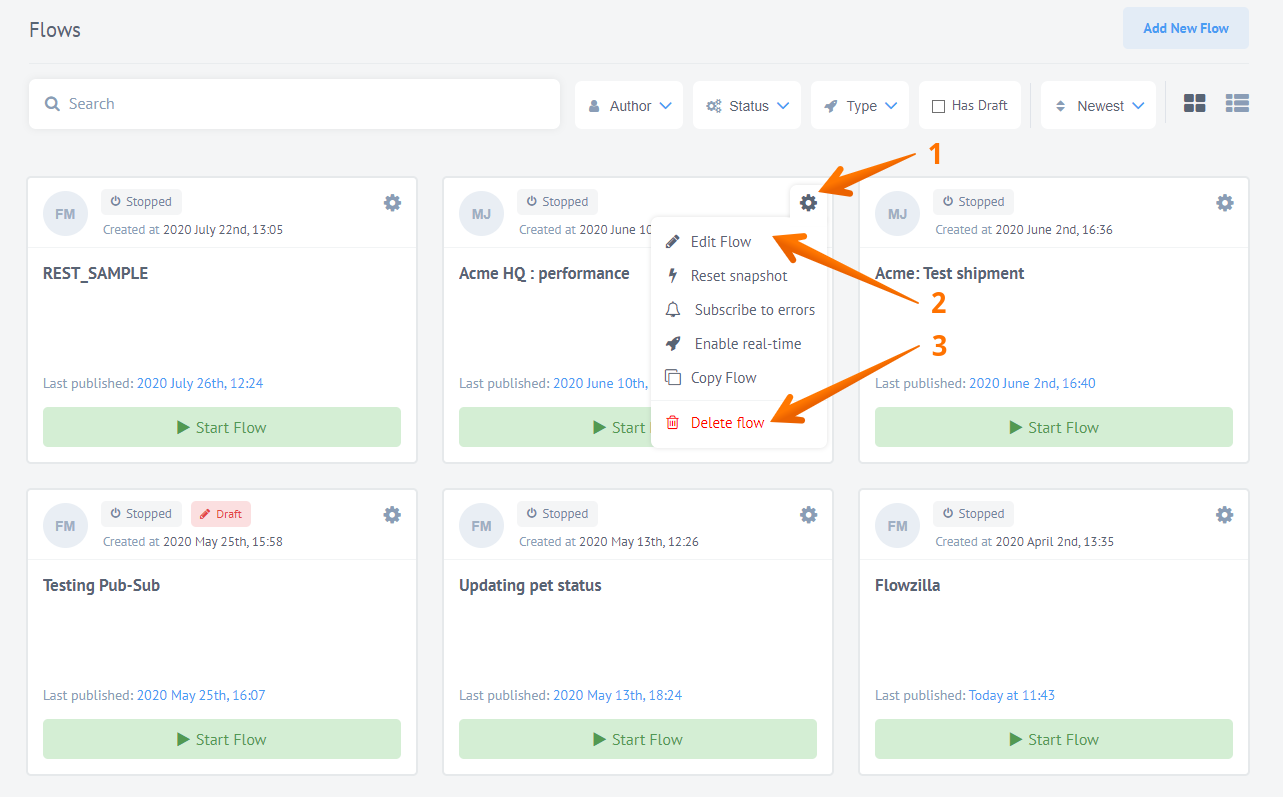 Flows
Add New Flow
Search
Author
Status
Type
Has Draft
Newest
1
FM
Stopped
Created at 2020 July 22nd, 13:05
REST_SAMPLE
Last published: 2020 July 26th, 12:24
Start Flow
MJ
Stopped
Created at 2020 June 10
Acme HQ : performance
Last published: 2020 June 10th,
Start
Edit Flow
Reset snapshot
Subscribe to errors
Enable real-time
Copy Flow
Delete flow
2
3
MJ
Stopped
Created at 2020 June 2nd, 16:36
Acme: Test shipment
Last published: 2020 June 2nd, 16:40
Start Flow
FM
Stopped
Draft
Created at 2020 May 25th, 15:58
Testing Pub-Sub
Last published: 2020 May 25th, 16:07
Start Flow
FM
Stopped
Created at 2020 May 13th, 12:26
Updating pet status
Last published: 2020 May 13th, 18:24
Start Flow
FM
Stopped
Created at 2020 April 2nd, 13:35
Flowzilla
Last published: Today at 11:43
Start Flow